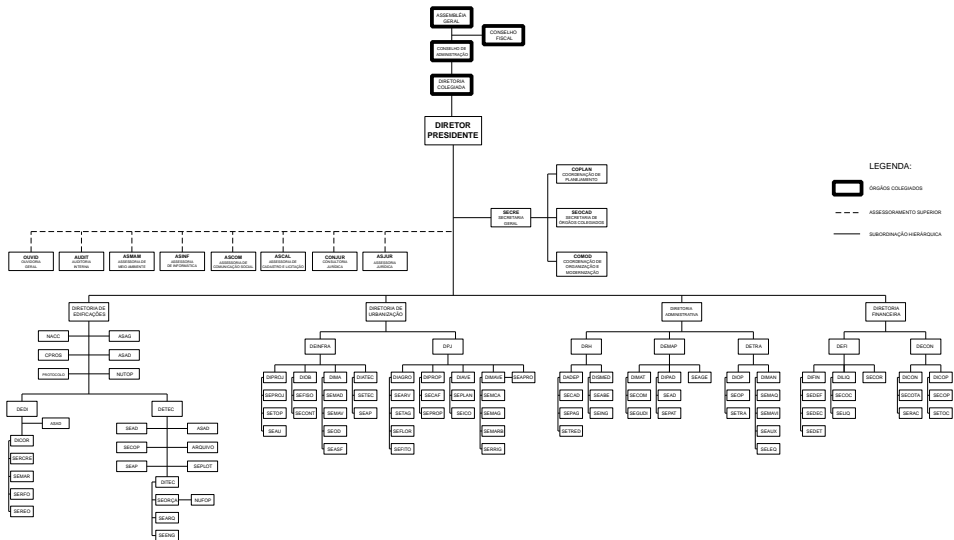 ASSEMBLÉIA
GERAL
CONSELHO
FISCAL
CONSELHO DE
ADMINISTRAÇÃO
DIRETORIA
COLEGIADA
DIRETOR
PRESIDENTE
COPLAN
COORDENAÇÃO DE
PLANEJAMENTO
SECRE
SECRETARIA
GERAL
SEOCAD
SECRETARIA DE
ÓRGÃOS COLEGIADOS
COMOD
COORDENAÇÃO DE
ORGANIZAÇÃO E
MODERNIZAÇÃO
LEGENDA:
ÓRGÃOS COLEGIADOS
ASSESSORAMENTO SUPERIOR
SUBORDINAÇÃO HIERÁRQUICA
OUVID
OUVIDORIA
GERAL
AUDIT
AUDITORIA
INTERNA
ASMAM
ASSESSORIA DE
MEIO AMBIENTE
ASINF
ASSESSORIA
DE INFORMÁTICA
ASCOM
ASSESSORIA DE
COMUNICAÇÃO SOCIAL
ASCAL
ASSESSORIA DE
CADASTRO E LICITAÇÃO
CONJUR
CONSULTORIA
JURÍDICA
ASJUR
ASSESSORIA
JURÍDICA
DIRETORIA DE
EDIFICAÇÕES
DIRETORIA DE
URBANIZAÇÃO
DIRETORIA
ADMINISTRATIVA
DIRETORIA
FINANCEIRA
NACC
ASAG
CPROS
ASAD
PROTOCOLO
NUTOP
DEINFRA
DPJ
DRH
DEMAP
DETRA
DEFI
DECON
DIPROJ
DIOB
DIMA
DIATEC
DIAGRO
DIPROP
DIAVE
DIMAVE
SEAPRO
DADEP
DISMED
DIMAT
DIPAD
SEAGE
DIOP
DIMAN
DIFIN
DILIQ
SECOR
DICON
DICOP
SEPROJ
SEFISO
SEMAD
SETEC
SEARV
SECAF
SEPLAN
SEMCA
SECAD
SEABE
SECOM
SEAD
SEOP
SEMAQ
SEDEF
SECOC
SECOTA
SECOP
SETOP
SECONT
SEMAV
SEAP
SETAG
SEPROP
SEICO
SEMAG
SEPAG
SENG
SEGUDI
SEPAT
SETRA
SEMAVI
SEDEC
SELIQ
SERAC
SETOC
SEAU
SEOD
SEFLOR
SEMARB
SETRED
SEAUX
SEDET
SEASF
SEFITO
SERRIG
SELEQ
DEDI
ASAD
DICOR
SERCRE
SEMAR
SERFO
SEREO
DETEC
SEAD
ASAD
SECOP
ARQUIVO
SEAP
SEPLOT
DITEC
SEORÇA
NUFOP
SEARQ
SEENG